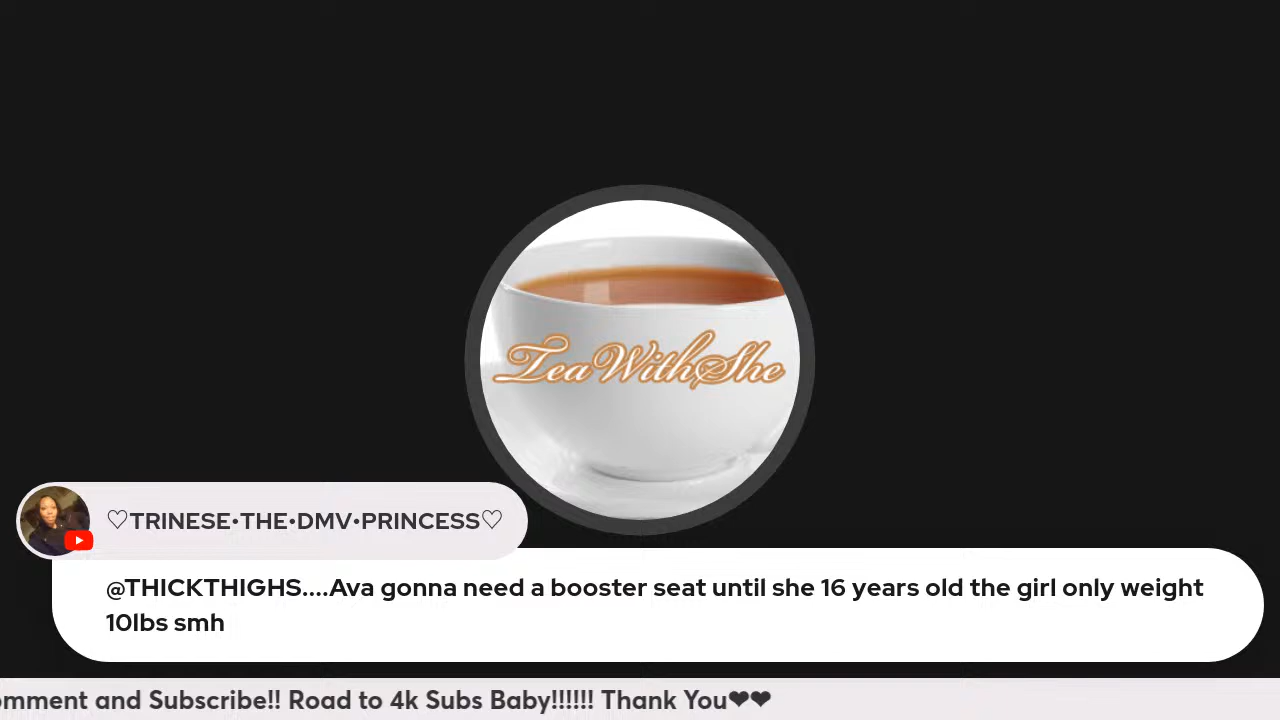 TeaWithShe
♡TRINESE•THE•DMV•PRINCESS♡
@THICKTHIGHS....Ava gonna need a booster seat until she 16 years old the girl only weight
10lbs smh
omment and Subscribe!! Road to 4k Subs Baby!!!!!! Thank You❤❤